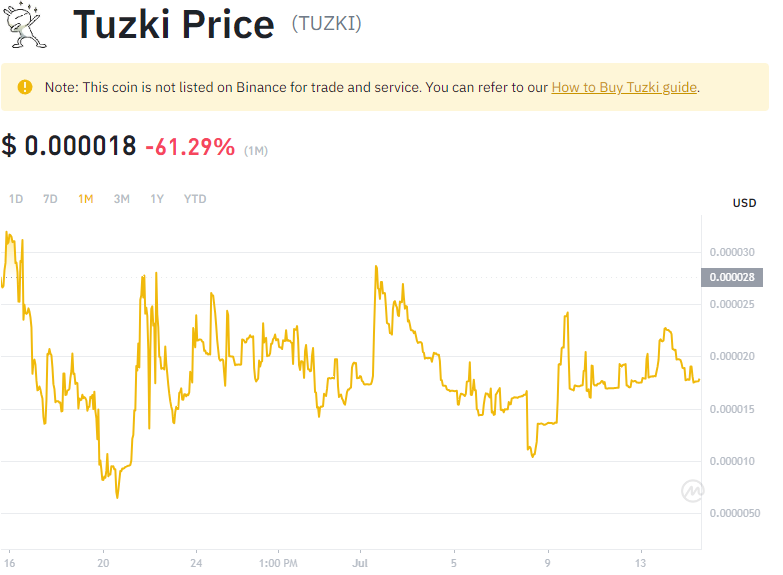 Tuzki Price (TUZKI)
Note: This coin is not listed on Binance for trade and service. You can refer to our How to Buy Tuzki guide.
$ 0.000018 -61.29% (1M)
1D 7D 1M 3M 1Y YTD
USD
0.000030
0.000028
0.000025
0.000020
0.000015
0.000010
0.0000050
16 20 24 1:00 PM Jul 5 9 13